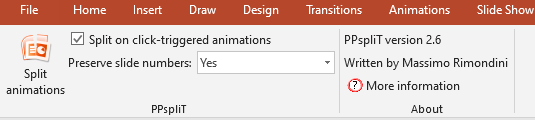 File Home Insert Draw Design Transitions Animations Slide Show
Split animations
Split on click-triggered animations
Preserve slide numbers: Yes
PPspliT
PPspliT version 2.6
Written by Massimo Rimondini
More information
About